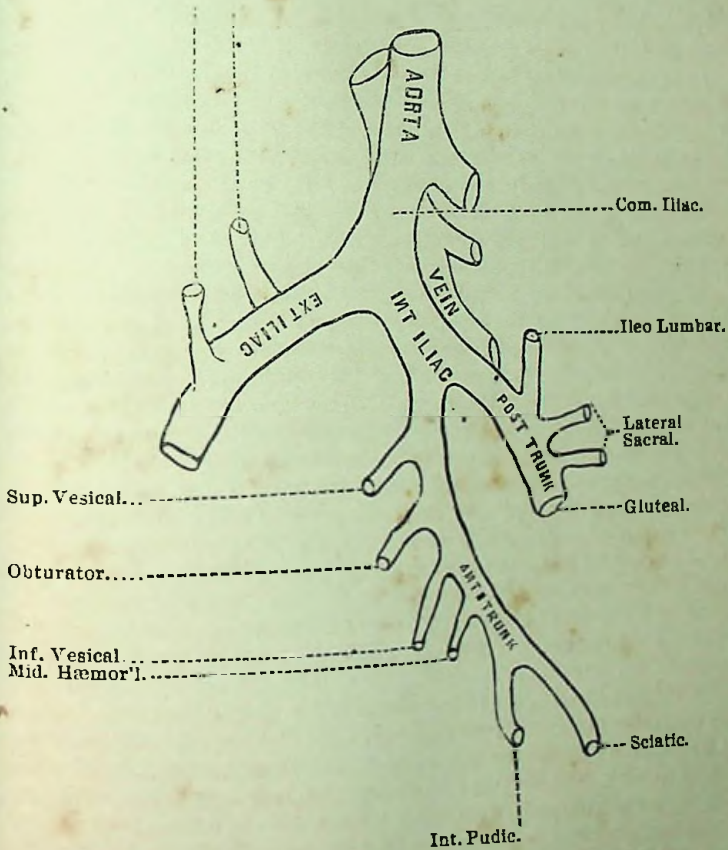 AORTA
Com. Iliac.
VEIN
EXT ILIAC
INT ILIAC
Ileo Lumbar.
POST TRUNK
Lateral
Sacral.
Sup. Vesical...
Gluteal.
Obturator.....
ANT TRUNK
Inf. Vesical...
Mid. Hæmor'l.
Sciatic.
Int. Pudic.